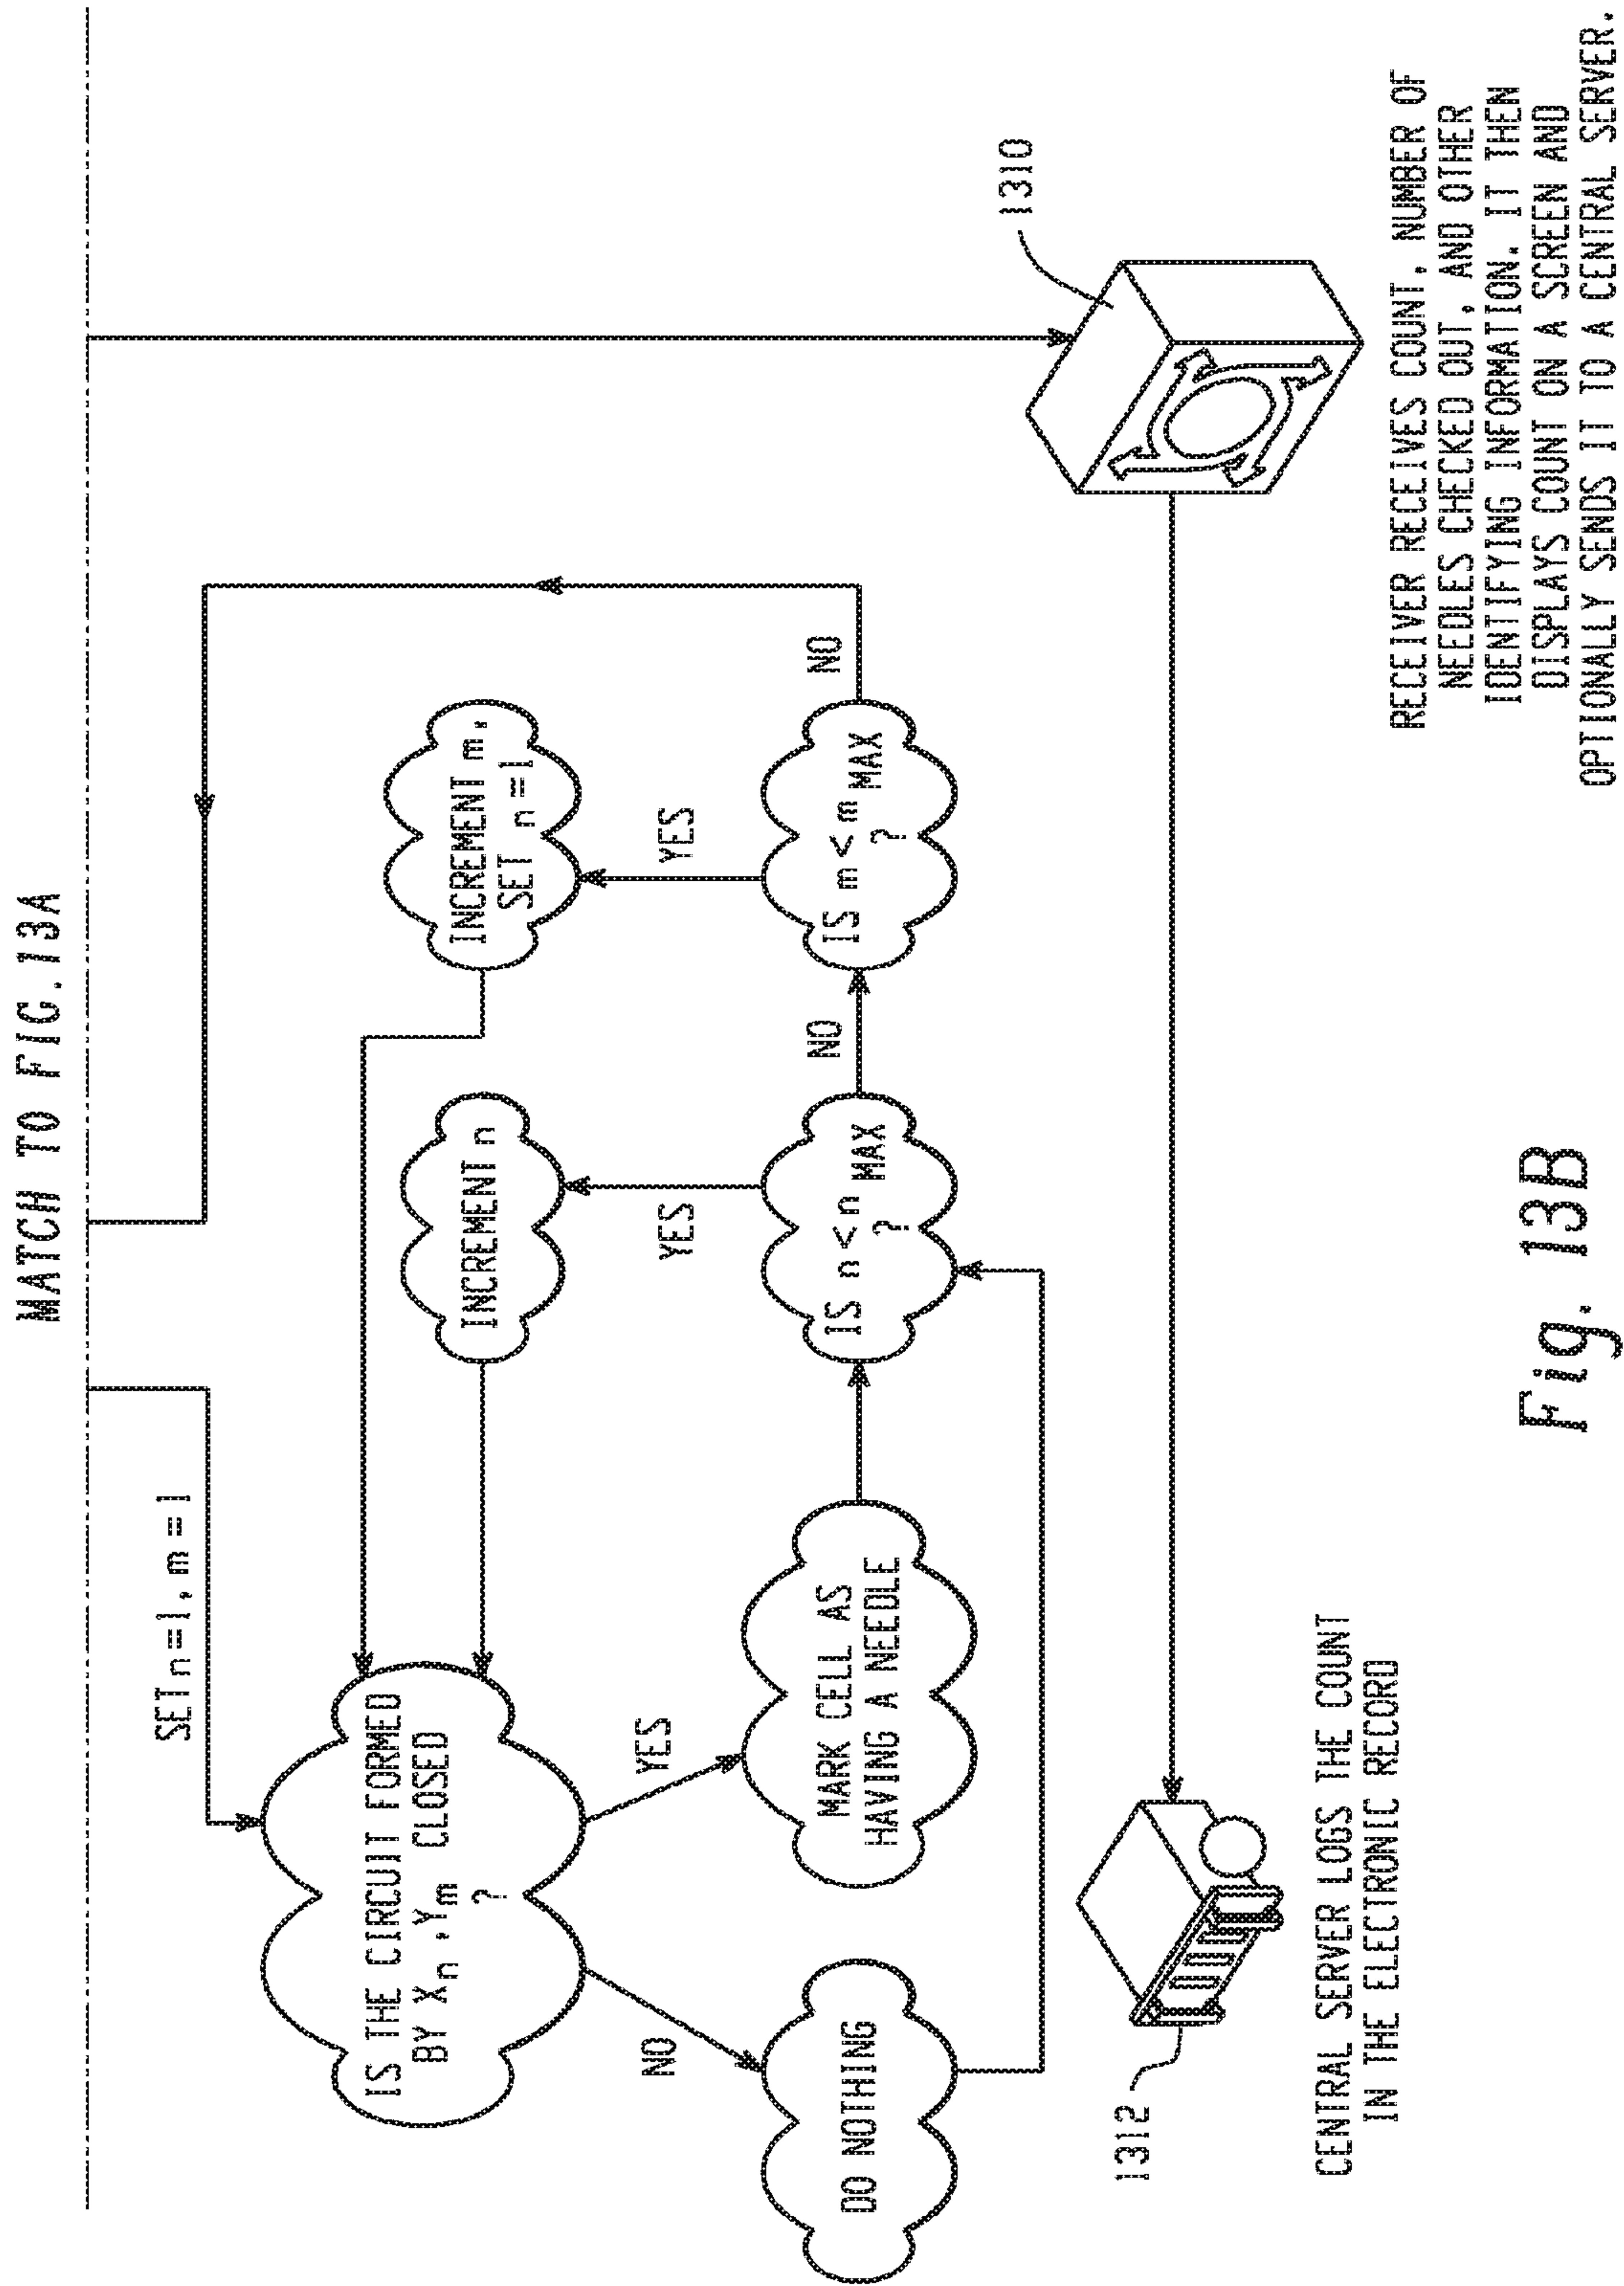 MATCH TO FIG. 13A
SET n=1, m=1
IS THE CIRCUIT FORMED
BY Xn, Ym CLOSED
?
INCREMENT n
INCREMENT m,
SET n=1
NO
YES
YES
YES
DO NOTHING
MARK CELL AS
HAVING A NEEDLE
IS n<n MAX
?
NO
IS m<m MAX
?
NO
1310
1312
CENTRAL SERVER LOGS THE COUNT
IN THE ELECTRONIC RECORD
RECEIVER RECEIVES COUNT, NUMBER OF
NEEDLES CHECKED OUT, AND OTHER
IDENTIFYING INFORMATION. IT THEN
DISPLAYS COUNT ON A SCREEN AND
OPTIONALLY SENDS IT TO A CENTRAL SERVER.
Fig. 13B